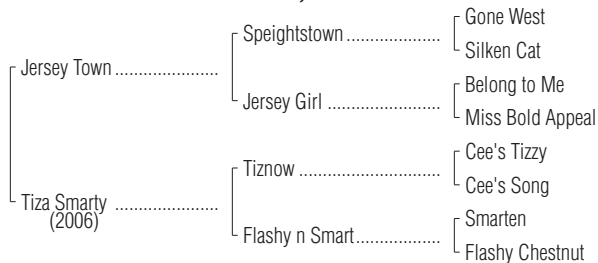 Gone West
Speightstown
Silken Cat
Jersey Town
Belong to Me
Jersey Girl
Miss Bold Appeal
Cee's Tizzy
Tiznow
Cee's Song
Tiza Smarty
(2006)
Smarten
Flashy n Smart
Flashy Chestnut